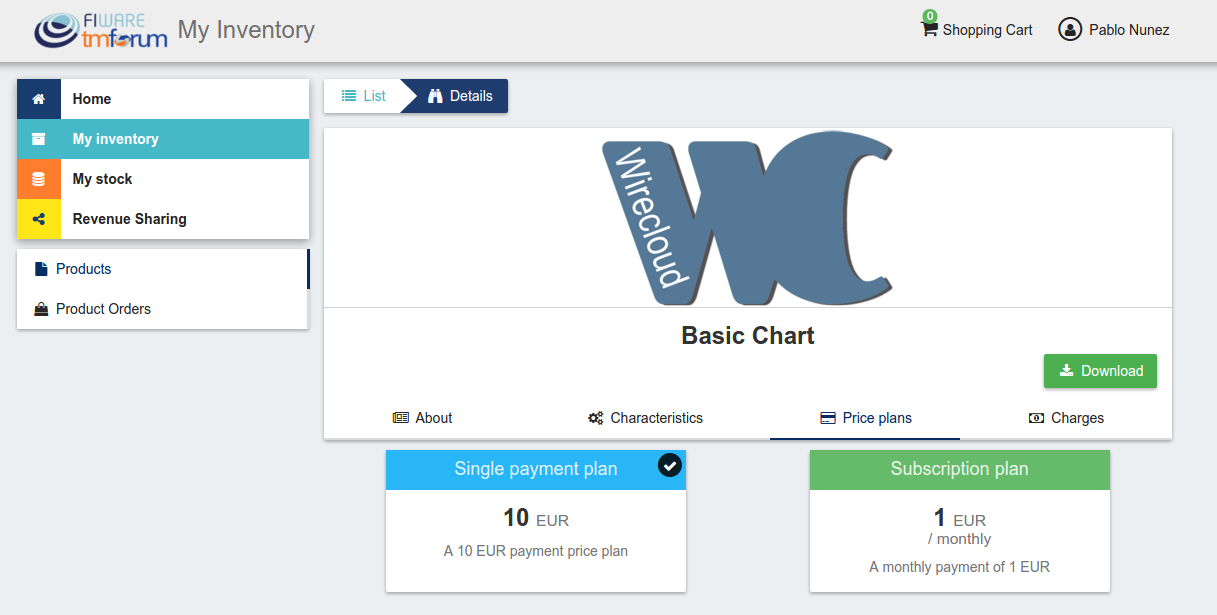 FIWARE
tmforum
My Inventory
0
Shopping Cart
Pablo Nunez
Home
My inventory
My stock
Revenue Sharing
Products
Product Orders
List
Details
Wirecloud
WC
Basic Chart
Download
About
Characteristics
Price plans
Charges
Single payment plan
10 EUR
A 10 EUR payment price plan
Subscription plan
1 EUR
/ monthly
A monthly payment of 1 EUR